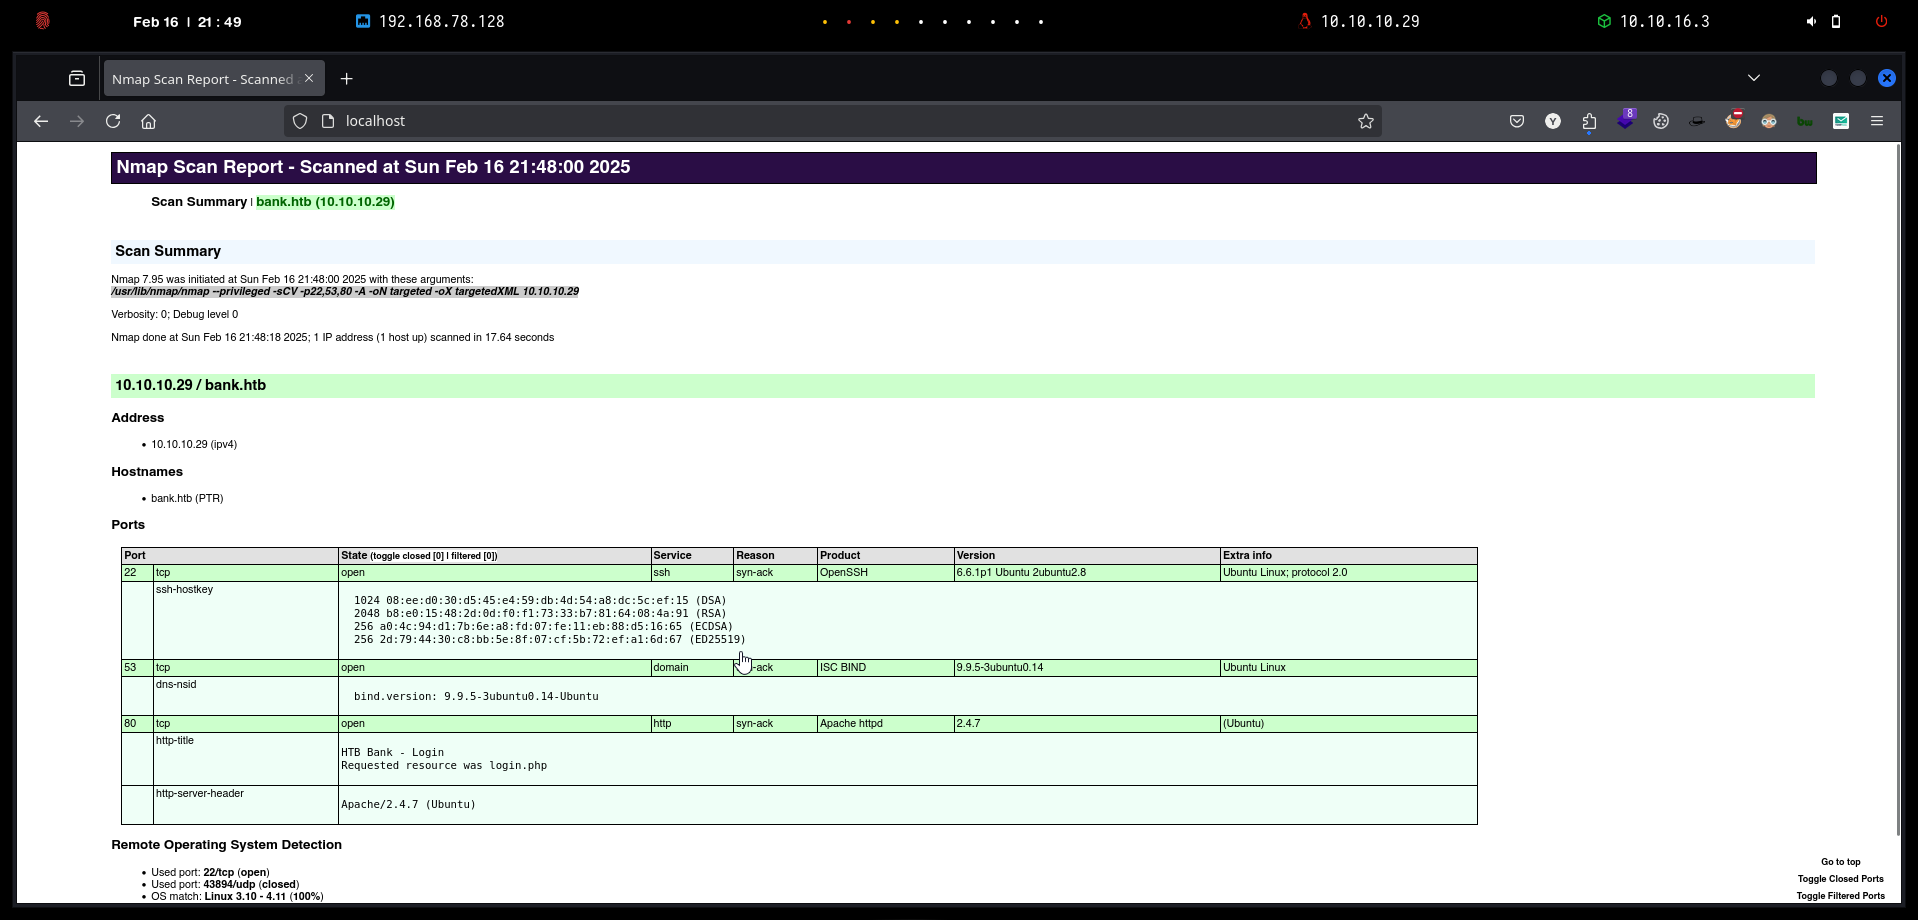 Feb 16 | 21 : 49 192.168.78.128 10.10.10.29 10.10.16.3
Nmap Scan Report - Scanned
localhost
8
Y
bw
Nmap Scan Report - Scanned at Sun Feb 16 21:48:00 2025
Scan Summary | bank.htb (10.10.10.29)
Scan Summary
Nmap 7.95 was initiated at Sun Feb 16 21:48:00 2025 with these arguments:
/usr/lib/nmap/nmap --privileged -sCV -p22,53,80 -A -oN targeted -oX targetedXML 10.10.10.29
Verbosity: 0; Debug level 0
Nmap done at Sun Feb 16 21:48:18 2025; 1 IP address (1 host up) scanned in 17.64 seconds
10.10.10.29 / bank.htb
Address
• 10.10.10.29 (ipv4)
Hostnames
• bank.htb (PTR)
Ports
Port State (toggle closed [0] | filtered [0]) Service Reason Product Version Extra info
22 tcp open ssh syn-ack OpenSSH 6.6.1p1 Ubuntu 2ubuntu2.8 Ubuntu Linux; protocol 2.0
ssh-hostkey
1024 08:ee:d0:30:d5:45:e4:59:db:4d:54:a8:dc:5c:ef:15 (DSA)
2048 b8:e0:15:48:2d:0d:f0:f1:73:33:b7:81:64:08:4a:91 (RSA)
256 a0:4c:94:d1:7b:6e:a8:fd:07:fe:11:eb:88:d5:16:65 (ECDSA)
256 2d:79:44:30:c8:bb:5e:8f:07:cf:5b:72:ef:a1:6d:67 (ED25519)
53 tcp open domain -ack ISC BIND 9.9.5-3ubuntu0.14 Ubuntu Linux
dns-nsid
bind.version: 9.9.5-3ubuntu0.14-Ubuntu
80 tcp open http syn-ack Apache httpd 2.4.7 (Ubuntu)
http-title
HTB Bank - Login
Requested resource was login.php
http-server-header
Apache/2.4.7 (Ubuntu)
Remote Operating System Detection
• Used port: 22/tcp (open)
• Used port: 43894/udp (closed)
• OS match: Linux 3.10 - 4.11 (100%)
Go to top
Toggle Closed Ports
Toggle Filtered Ports